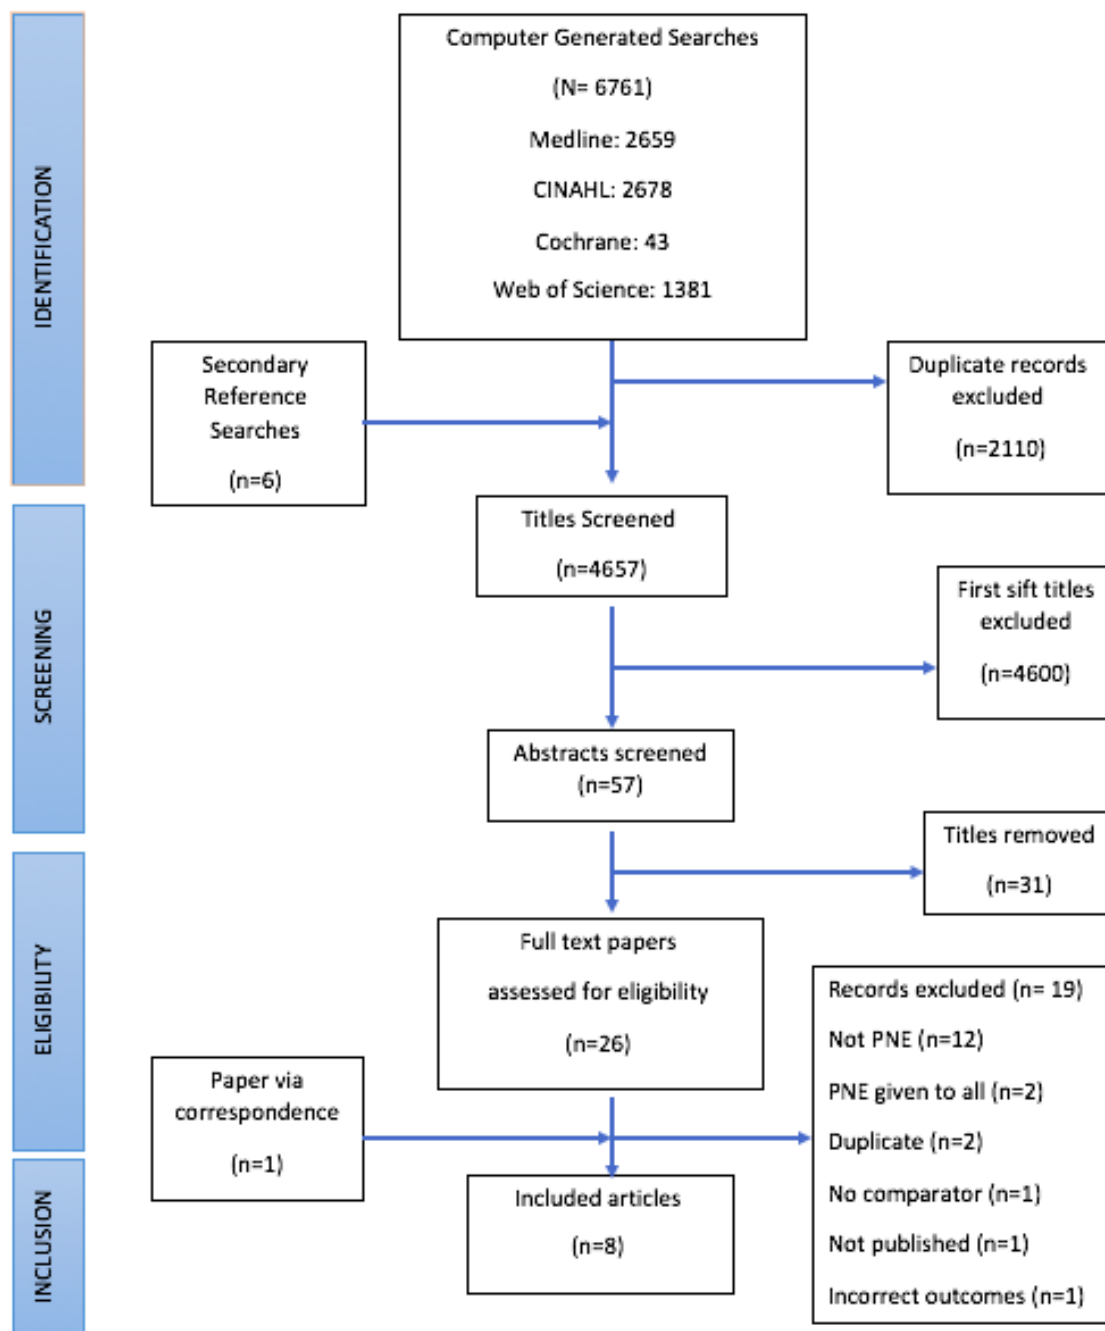 IDENTIFICATION
Computer Generated Searches
(N= 6761)
Medline: 2659
CINAHL: 2678
Cochrane: 43
Web of Science: 1381
Secondary
Reference
Searches
(n=6)
Duplicate records
excluded
(n=2110)
SCREENING
Titles Screened
(n=4657)
First sift titles
excluded
(n=4600)
Abstracts screened
(n=57)
Titles removed
(n=31)
ELIGIBILITY
Full text papers
assessed for eligibility
(n=26)
Paper via
correspondence
(n=1)
Records excluded (n= 19)
Not PNE (n=12)
PNE given to all (n=2)
Duplicate (n=2)
No comparator (n=1)
Not published (n=1)
Incorrect outcomes (n=1)
INCLUSION
Included articles
(n=8)